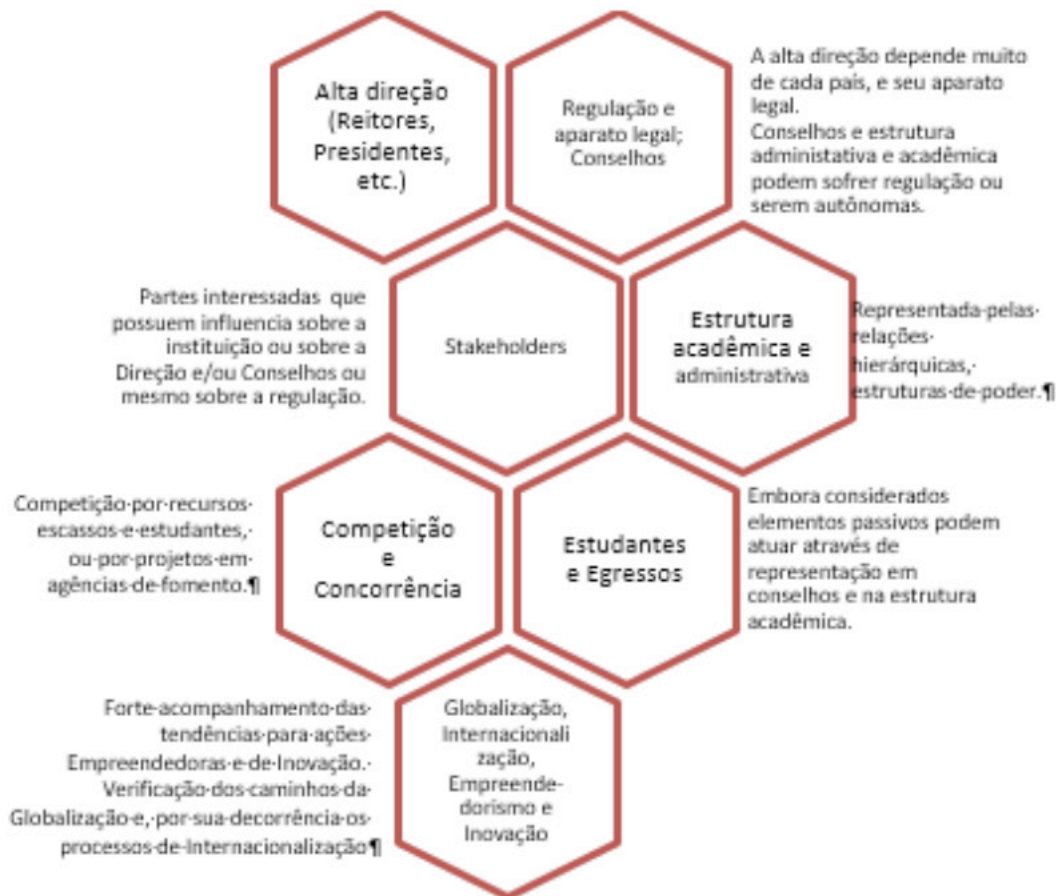 Alta direção
(Reitores,
Presidentes,
etc.)
Regulação e
aparato legal;
Conselhos
A alta direção depende muito
de cada país, e seu aparato
legal.
Conselhos e estrutura
administativa e acadêmica
podem sofrer regulação ou
serem autônomas.
Partes interessadas que
possuem influencia sobre a
instituição ou sobre a
Direção e/ou Conselhos ou
mesmo sobre a regulação.
Stakeholders
Estrutura
acadêmica e
administrativa
Representada·pelas·
relações·
hierárquicas,·
estruturas·de·poder.¶
Competição·por·recursos·
escassos·e·estudantes,·
ou·por·projetos·em·
agências·de·fomento.¶
Competição
e
Concorrência
Estudantes
e Egressos
Embora considerados
elementos passivos podem
atuar através de
representação em
conselhos e na estrutura
acadêmica.
Forte·acompanhamento·das·
tendências·para·ações·
Empreendedoras·e·de·Inovação.·
Verificação·dos·caminhos·da·
Globalização·e,·por·sua·decorrência·os·
processos·de·Internacionalização¶
Globalização,
Internacionali
zação,
Empreende-
dorismo e
Inovação